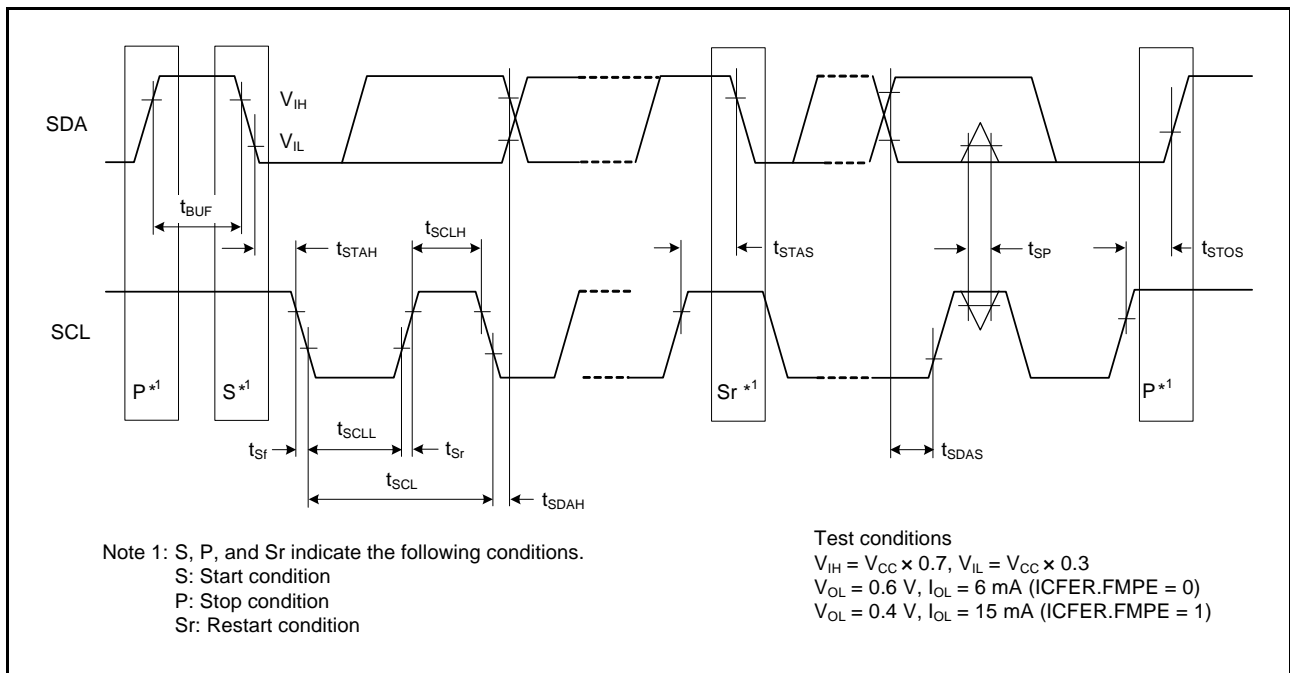 SDA
V_IH
V_IL
t_BUF
t_STAH
t_SCLH
t_STAS
t_SP
t_STOS
SCL
P*¹
S*¹
Sr *¹
P*¹
t_Sf
t_SCLL
t_Sr
t_SDAS
t_SCL
t_SDAH
Note 1: S, P, and Sr indicate the following conditions.
S: Start condition
P: Stop condition
Sr: Restart condition
Test conditions
V_IH = V_CC × 0.7, V_IL = V_CC × 0.3
V_OL = 0.6 V, I_OL = 6 mA (ICFER.FMPE = 0)
V_OL = 0.4 V, I_OL = 15 mA (ICFER.FMPE = 1)